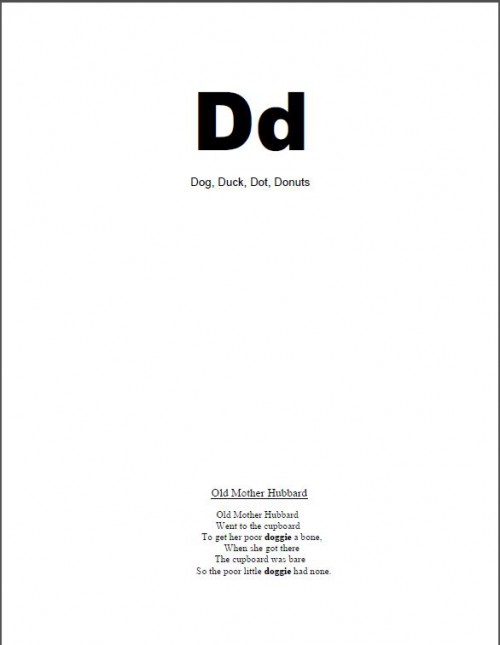 Dd
Dog, Duck, Dot, Donuts
Old Mother Hubbard
Old Mother Hubbard
Went to the cupboard
To get her poor doggie a bone,
When she got there
The cupboard was bare
So the poor little doggie had none.